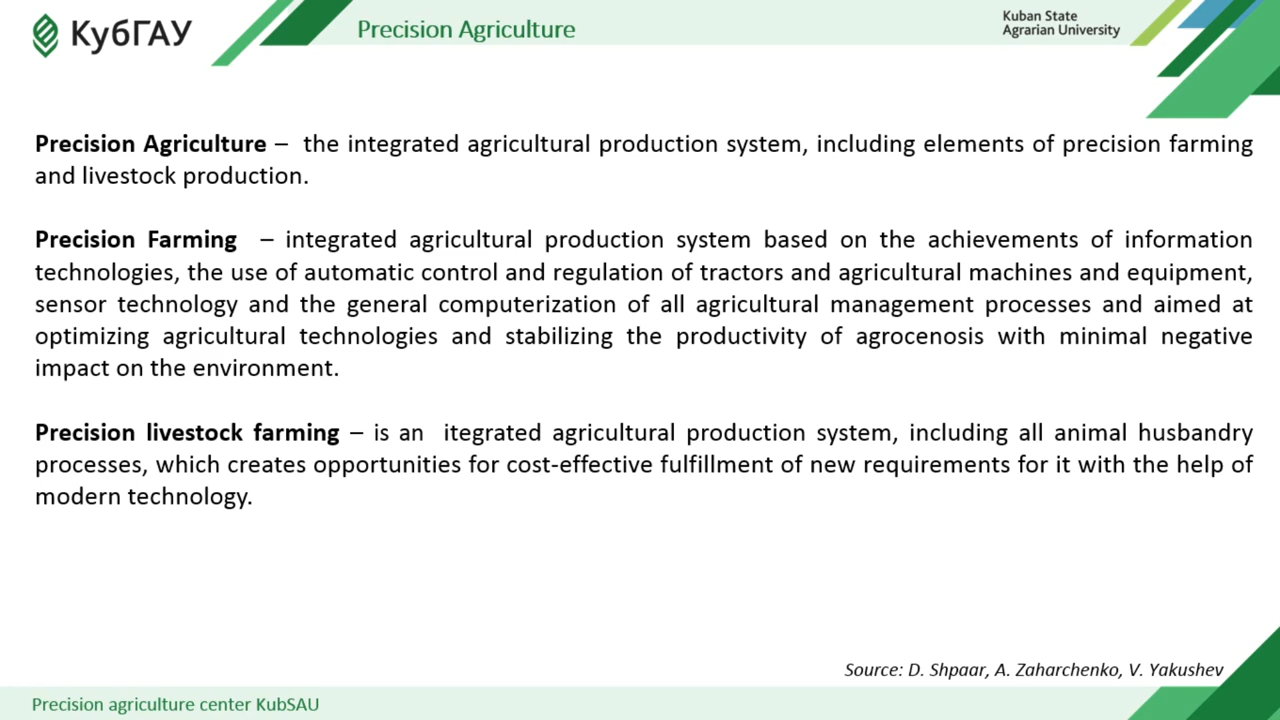 КубГАУ
Precision Agriculture
Kuban State
Agrarian University
Precision Agriculture – the integrated agricultural production system, including elements of precision farming
and livestock production.
Precision Farming – integrated agricultural production system based on the achievements of information
technologies, the use of automatic control and regulation of tractors and agricultural machines and equipment,
sensor technology and the general computerization of all agricultural management processes and aimed at
optimizing agricultural technologies and stabilizing the productivity of agrocenosis with minimal negative
impact on the environment.
Precision livestock farming – is an itegrated agricultural production system, including all animal husbandry
processes, which creates opportunities for cost-effective fulfillment of new requirements for it with the help of
modern technology.
Source: D. Shpaar, A. Zaharchenko, V. Yakushev
Precision agriculture center KubSAU